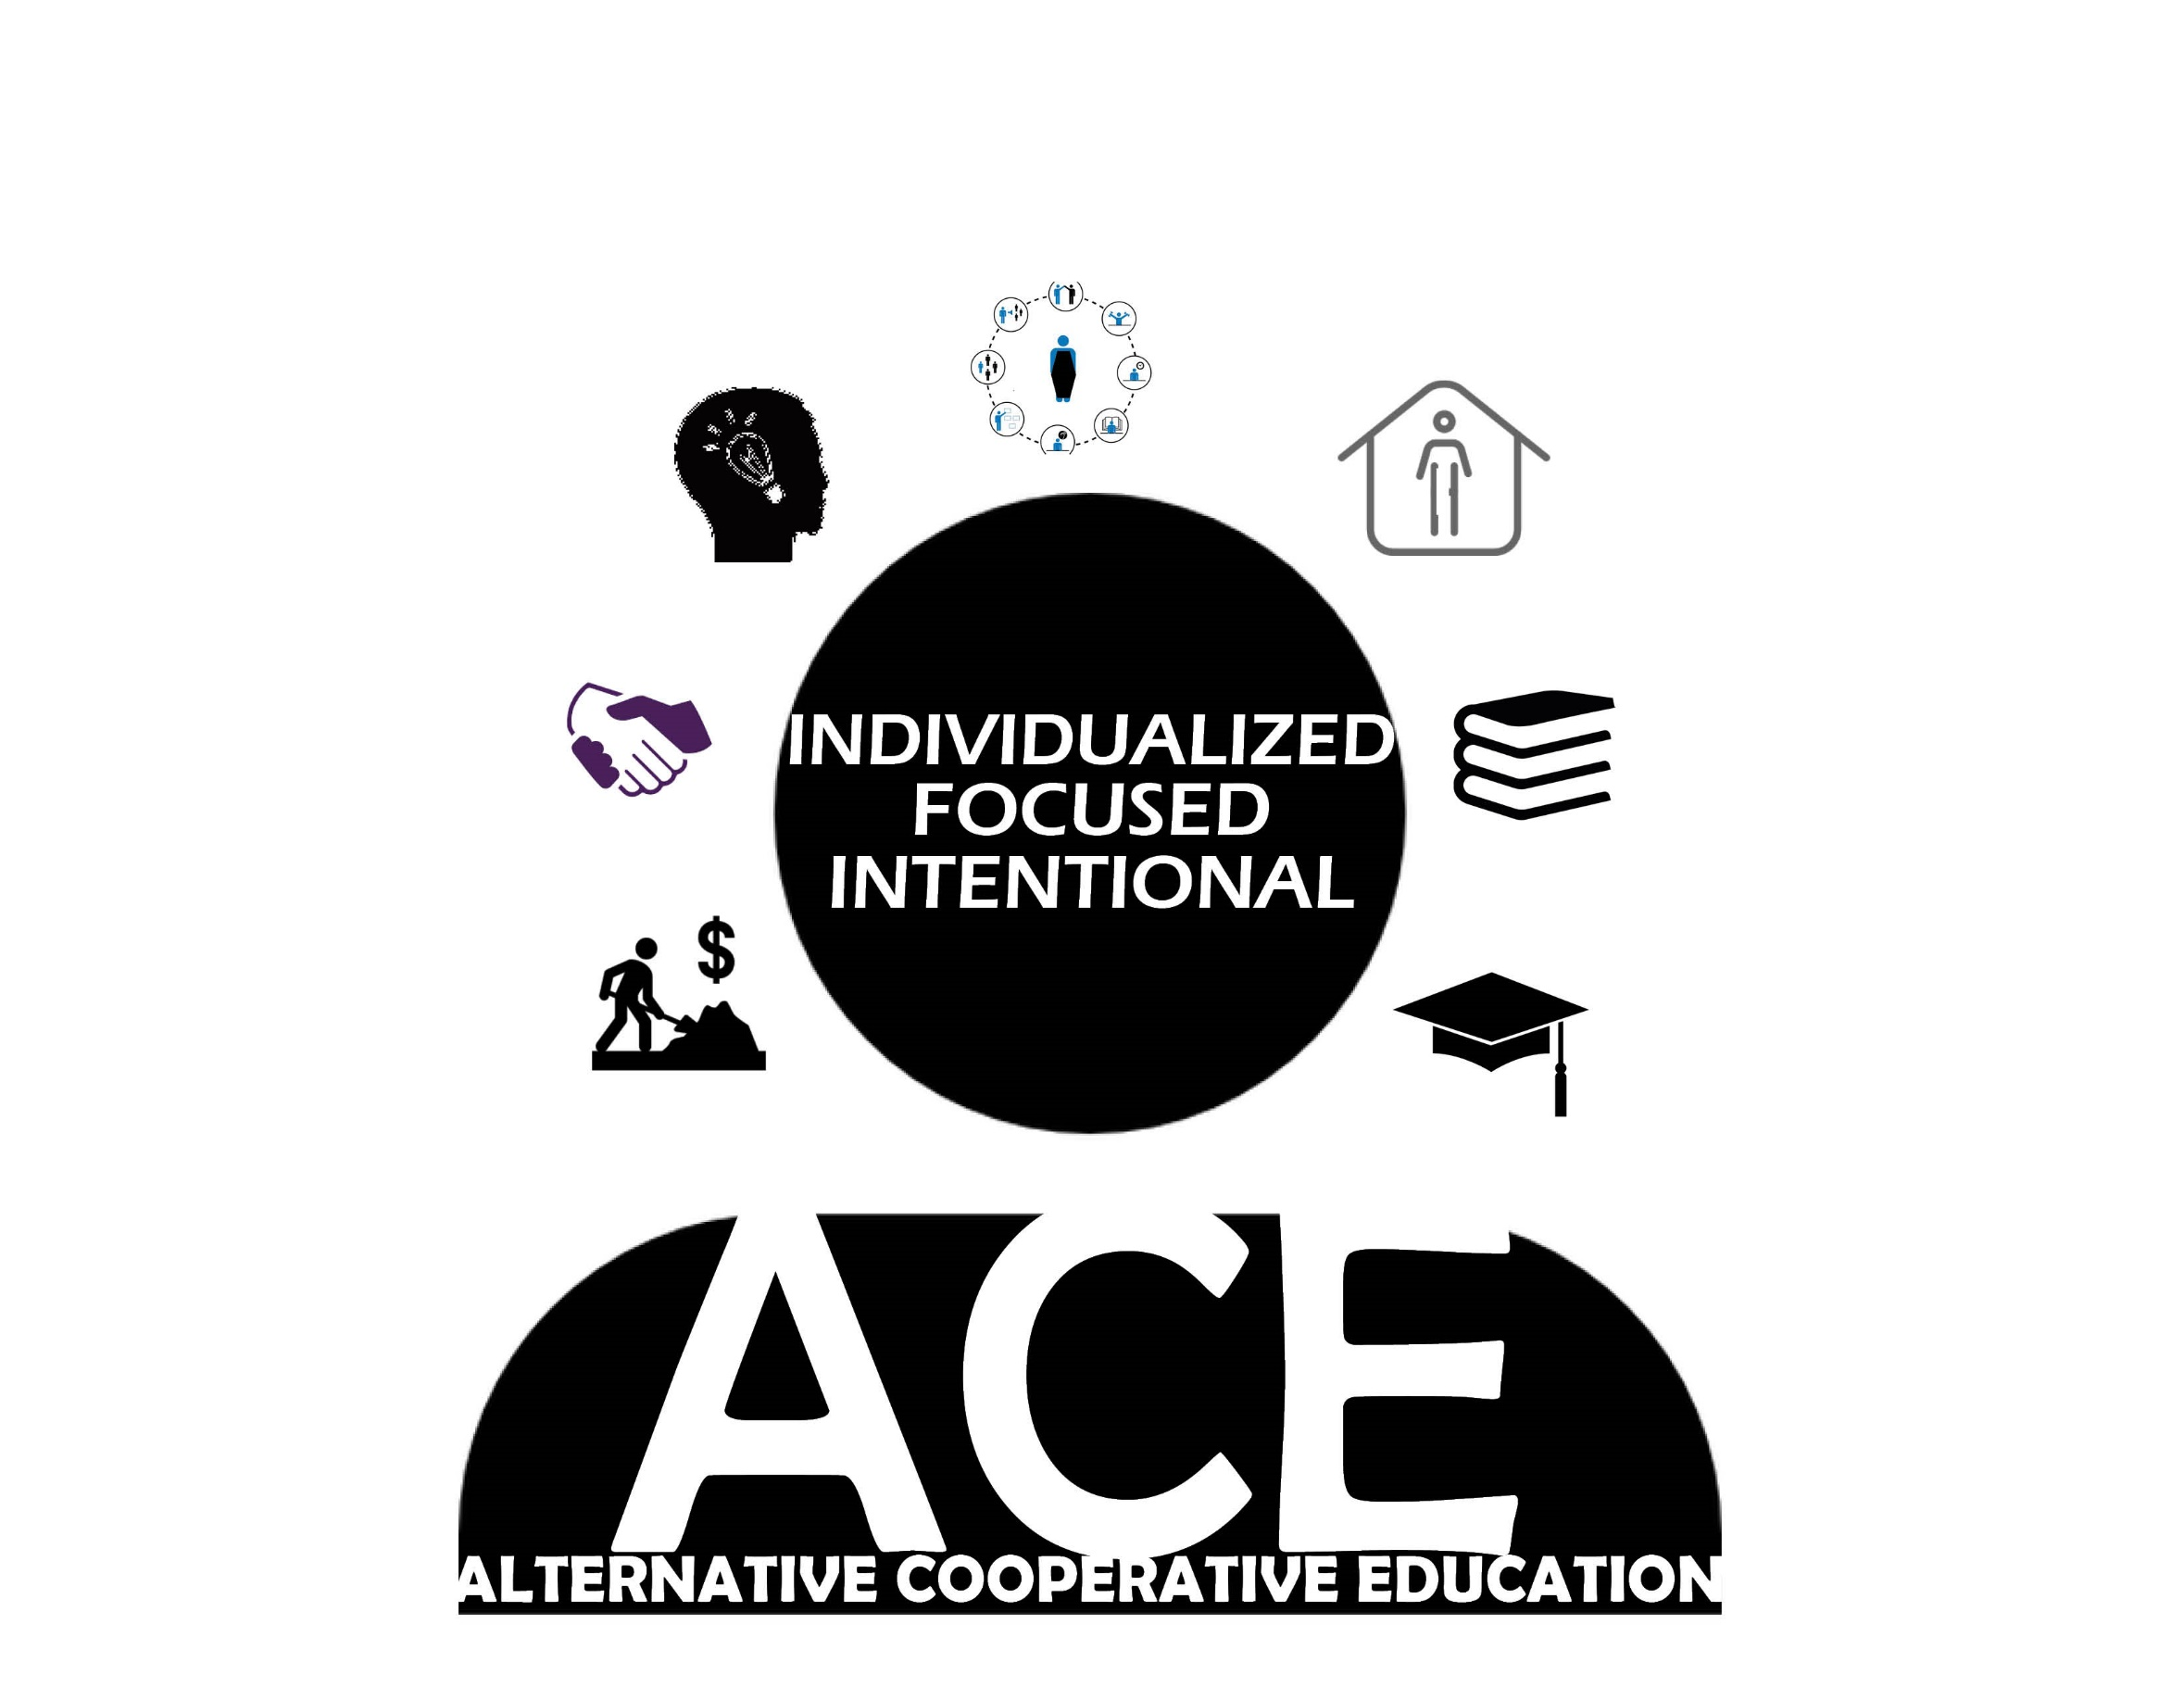 $
INDIVIDUALIZED
FOCUSED
INTENTIONAL
ACE
ALTERNATIVE COOPERATIVE EDUCATION